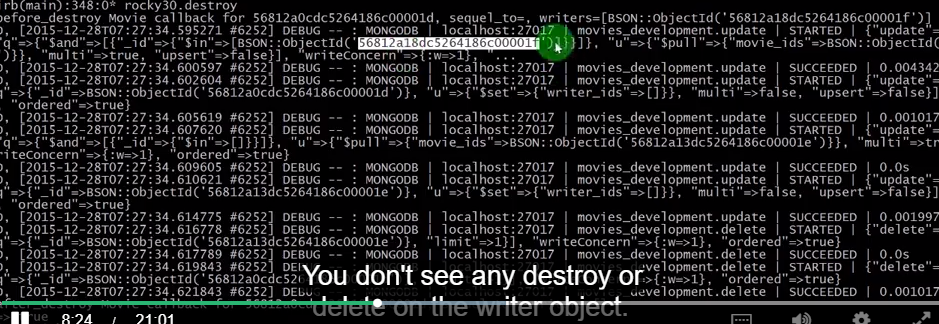 irb(main):348:0* rocky30.destroy
before_destroy Movie callback for 56812a0cdc5264186c00001d, sequel_to=, writers=[BSON::ObjectId('56812a18dc5264186c00001f')]
D, [2015-12-28T07:27:34.595271 #6252] DEBUG -- : MONGODB | localhost:27017 | movies_development.update | STARTED | {"update"=
"q"=>{"$and"=>[{"_id"=>{"$in"=>[BSON::ObjectId('56812a18dc5264186c00001f')]}}]}, "u"=>{"$pull"=>{"movie_ids"=>BSON::ObjectId(
')}}, "multi"=>true, "upsert"=>false}], "writeConcern"=>{:w=>1}, "...
D, [2015-12-28T07:27:34.600597 #6252] DEBUG -- : MONGODB | localhost:27017 | movies_development.update | SUCCEEDED | 0.004342
D, [2015-12-28T07:27:34.602604 #6252] DEBUG -- : MONGODB | localhost:27017 | movies_development.update | STARTED | {"update"=
"q"=>{"_id"=>BSON::ObjectId('56812a0cdc5264186c00001d')}, "u"=>{"$set"=>{"writer_ids"=>[]}}, "multi"=>false, "upsert"=>false}]
, "ordered"=>true}
D, [2015-12-28T07:27:34.605619 #6252] DEBUG -- : MONGODB | localhost:27017 | movies_development.update | SUCCEEDED | 0.001017
D, [2015-12-28T07:27:34.607620 #6252] DEBUG -- : MONGODB | localhost:27017 | movies_development.update | STARTED | {"update"=
"q"=>{"$and"=>[{"_id"=>{"$in"=>[]}}]}, "u"=>{"$pull"=>{"movie_ids"=>BSON::ObjectId('56812a13dc5264186c00001e')}}, "multi"=>tr
riteConcern"=>{:w=>1}, "ordered"=>true}
D, [2015-12-28T07:27:34.609605 #6252] DEBUG -- : MONGODB | localhost:27017 | movies_development.update | SUCCEEDED | 0.0s
D, [2015-12-28T07:27:34.610621 #6252] DEBUG -- : MONGODB | localhost:27017 | movies_development.update | STARTED | {"update"=
"q"=>{"_id"=>BSON::ObjectId('56812a13dc5264186c00001e')}, "u"=>{"$set"=>{"writer_ids"=>[]}}, "multi"=>false, "upsert"=>false}]
, "ordered"=>true}
D, [2015-12-28T07:27:34.614775 #6252] DEBUG -- : MONGODB | localhost:27017 | movies_development.update | SUCCEEDED | 0.001997
D, [2015-12-28T07:27:34.616778 #6252] DEBUG -- : MONGODB | localhost:27017 | movies_development.delete | STARTED | {"delete"=
"q"=>{"_id"=>BSON::ObjectId('56812a13dc5264186c00001e')}, "limit"=>1}], "writeConcern"=>{:w=>1}, "ordered"=>true}
D, [2015-12-28T07:27:34.617789 #6252] DEBUG -- : MONGODB | localhost:27017 | movies_development.delete | SUCCEEDED | 0.001011
D, [2015-12-28T07:27:34.619843 #6252] DEBUG movies_development.delete | STARTED | {"delete"=
"q"=>{"_id"=>BSON::ObjectId('56812a0cdc5264186c
D, [2015-12-28T07:27:34.621843 #6252] DEBUG movies_development.delete | SUCCEEDED
after_destroy Movie callback for
You don't see any destroy or
delete on the writer object.
8:24 / 21:01